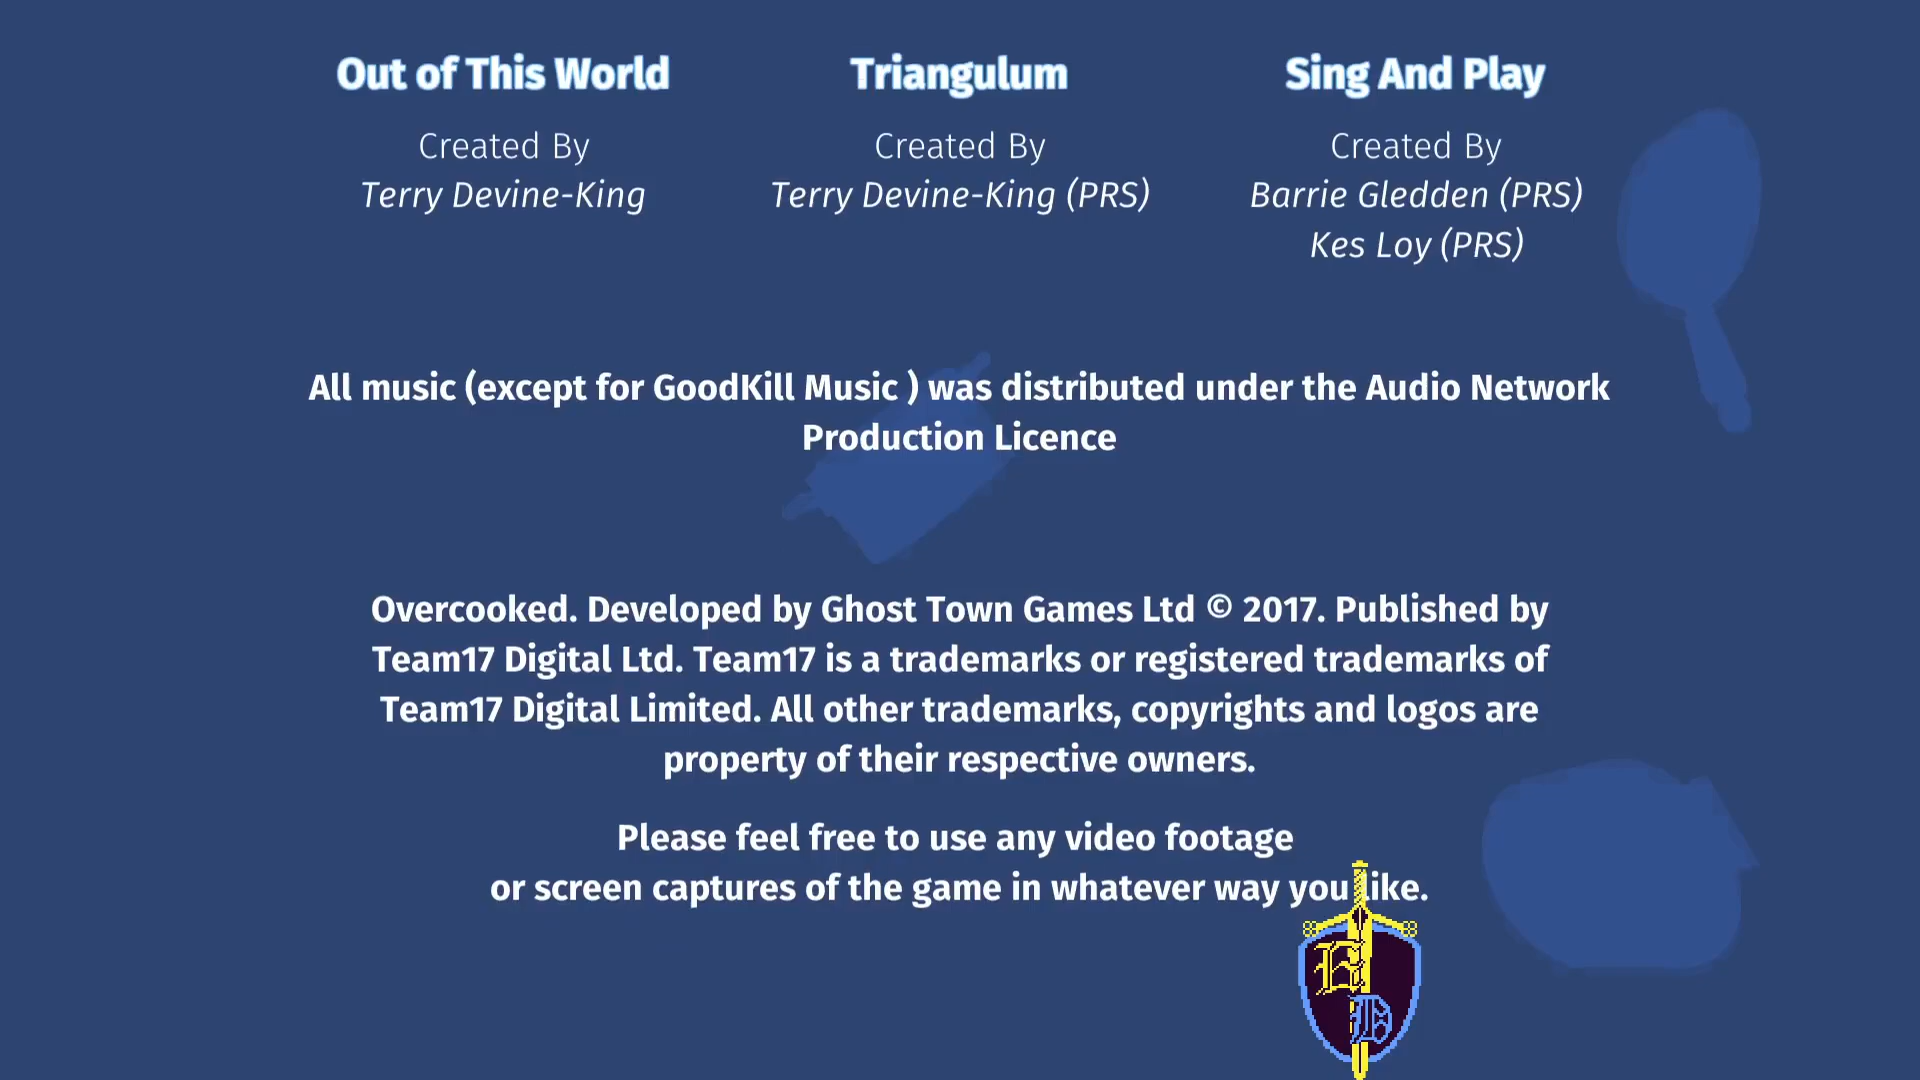 Out of This World
Created By
Terry Devine-King
Triangulum
Created By
Terry Devine-King (PRS)
Sing And Play
Created By
Barrie Gledden (PRS)
Kes Loy (PRS)
All music (except for GoodKill Music ) was distributed under the Audio Network
Production Licence
Overcooked. Developed by Ghost Town Games Ltd © 2017. Published by
Team17 Digital Ltd. Team17 is a trademarks or registered trademarks of
Team17 Digital Limited. All other trademarks, copyrights and logos are
property of their respective owners.
Please feel free to use any video footage
or screen captures of the game in whatever way you like.